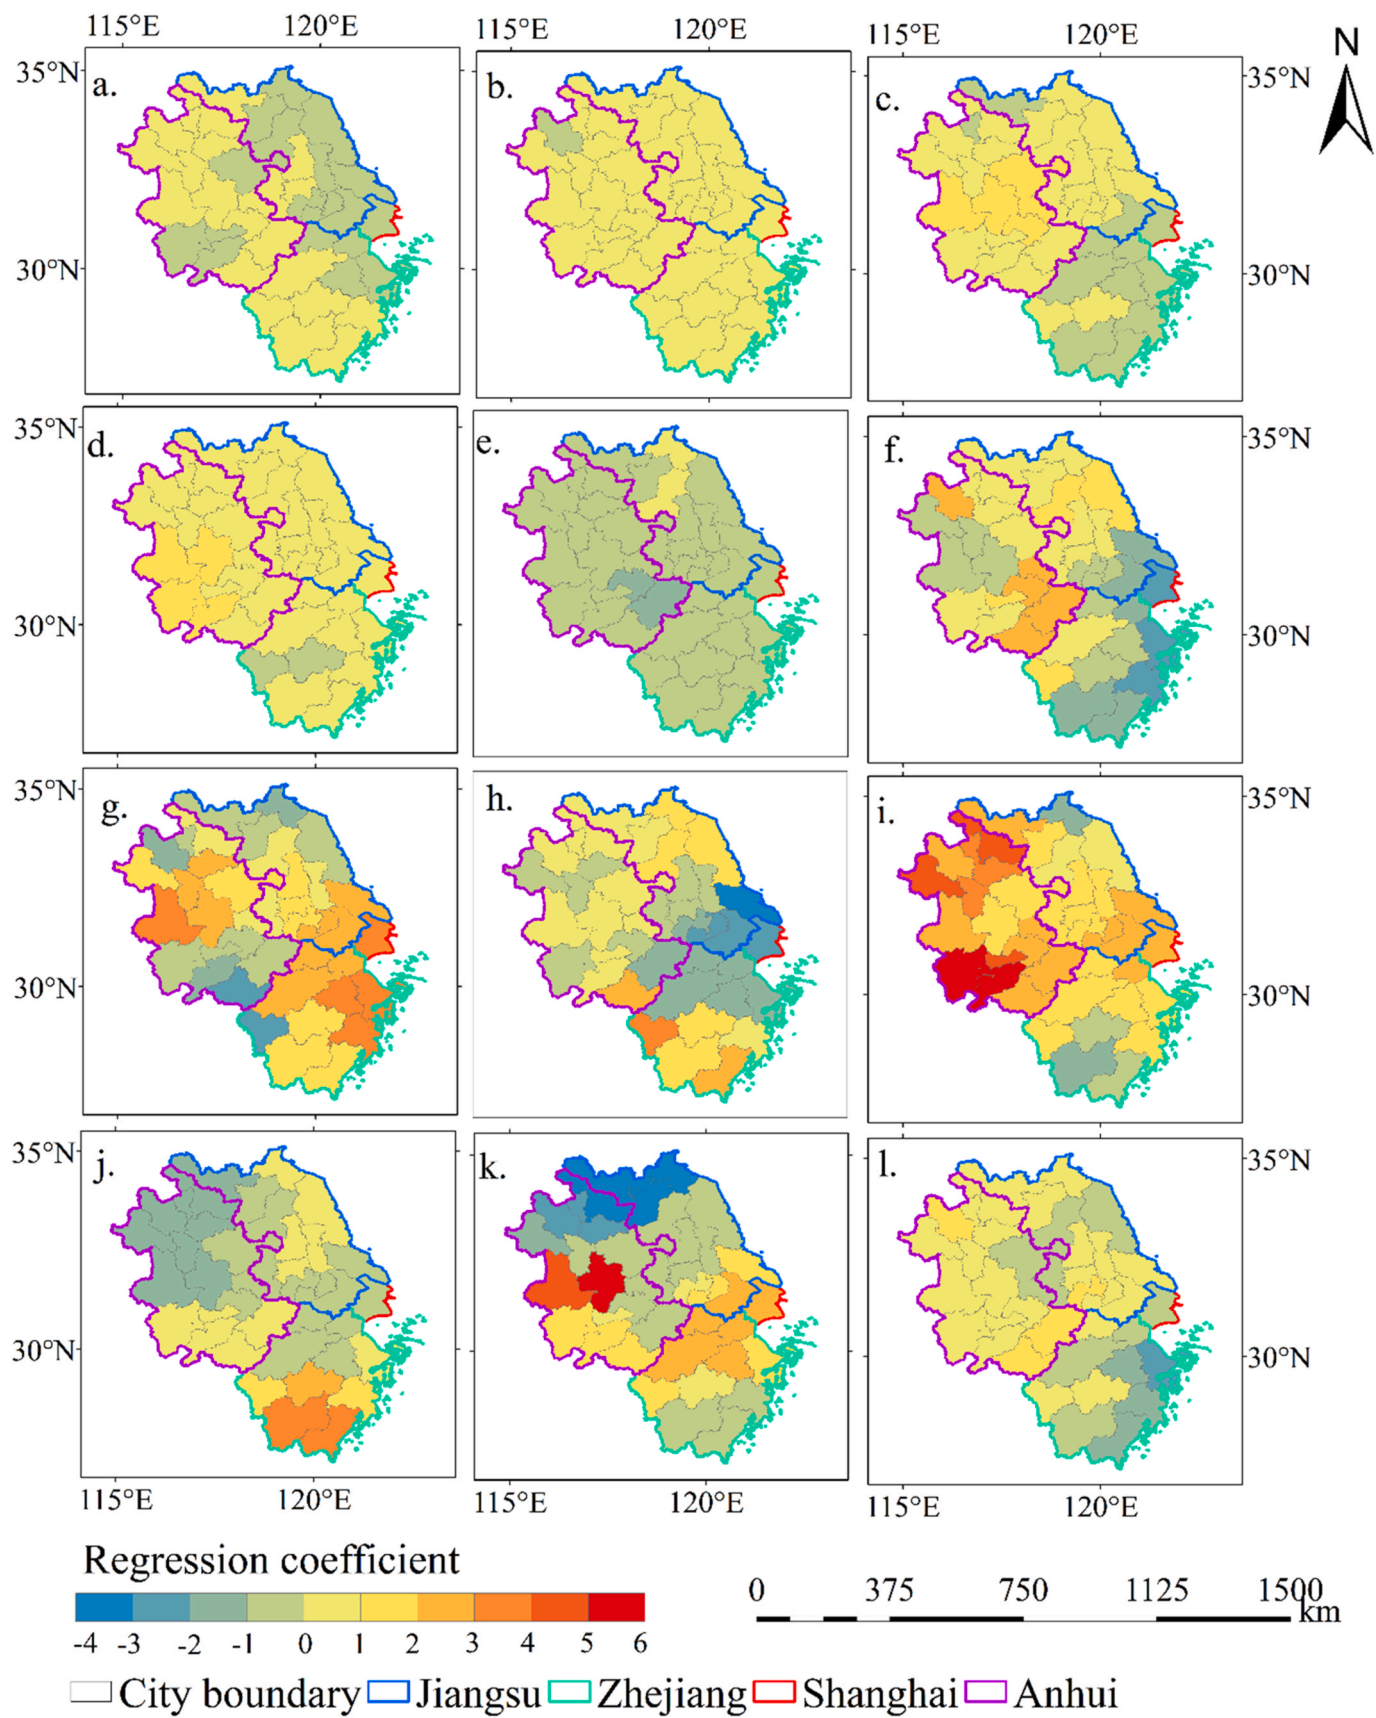 115°E 120°E 115°E 120°E 115°E 120°E
N
35°N a. b. c. 35°N
30°N 30°N
35°N d. e. f. 35°N
30°N 30°N
35°N g. h. i. 35°N
30°N 30°N
35°N j. k. l. 35°N
30°N 30°N
115°E 120°E 115°E 120°E 115°E 120°E
Regression coefficient
0 375 750 1125 1500 km
-4 -3 -2 -1 0 1 2 3 4 5 6
City boundary Jiangsu Zhejiang Shanghai Anhui